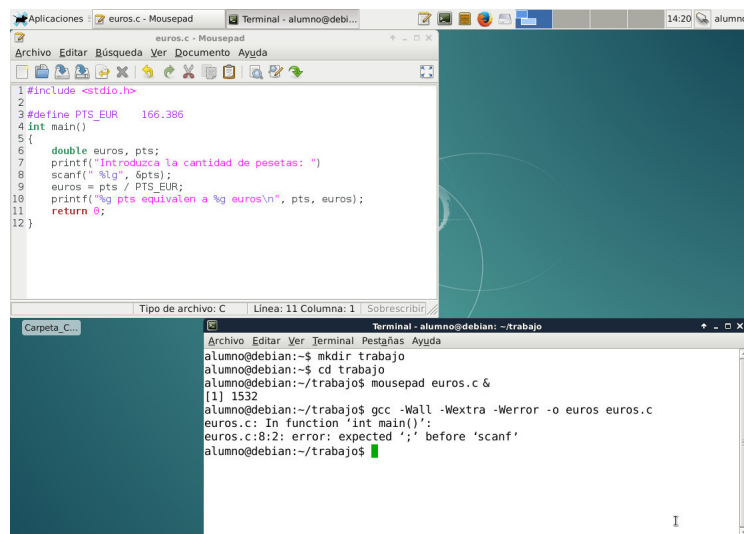 Aplicaciones euros.c - Mousepad Terminal - alumno@debi... 14:20 alumno
euros.c - Mousepad
Archivo Editar Búsqueda Ver Documento Ayuda
1 #include <stdio.h>
2
3 #define PTS_EUR    166.386
4 int main()
5 {
6     double euros, pts;
7     printf("Introduzca la cantidad de pesetas: ")
8     scanf(" %lg", &pts);
9     euros = pts / PTS_EUR;
10     printf("%g pts equivalen a %g euros\n", pts, euros);
11     return 0;
12 }
Tipo de archivo: C Línea: 11 Columna: 1 Sobrescribir
Carpeta_C...
Terminal - alumno@debian: ~/trabajo
Archivo Editar Ver Terminal Pestañas Ayuda
alumno@debian:~$ mkdir trabajo
alumno@debian:~$ cd trabajo
alumno@debian:~/trabajo$ mousepad euros.c &
[1] 1532
alumno@debian:~/trabajo$ gcc -Wall -Wextra -Werror -o euros euros.c
euros.c: In function ‘int main()’:
euros.c:8:2: error: expected ‘;’ before ‘scanf’
alumno@debian:~/trabajo$